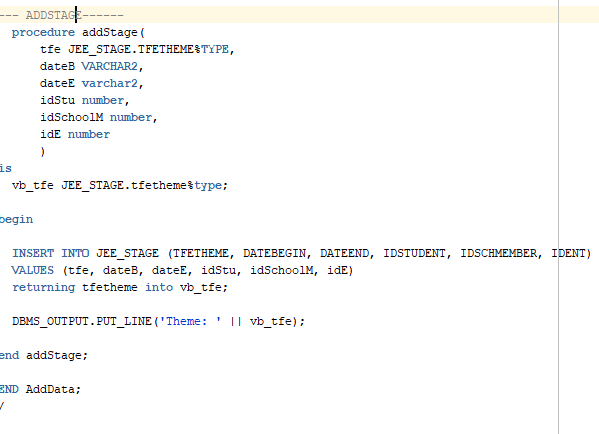 --- ADDSTAGE------
procedure addStage(
tfe JEE_STAGE.TFETHEME%TYPE,
dateB VARCHAR2,
dateE varchar2,
idStu number,
idSchoolM number,
idE number
)
is
vb_tfe JEE_STAGE.tfetheme%type;
begin
INSERT INTO JEE_STAGE (TFETHEME, DATEBEGIN, DATEEND, IDSTUDENT, IDSCHMEMBER, IDENT)
VALUES (tfe, dateB, dateE, idStu, idSchoolM, idE)
returning tfetheme into vb_tfe;
DBMS_OUTPUT.PUT_LINE('Theme: ' || vb_tfe);
end addStage;
END AddData;
/